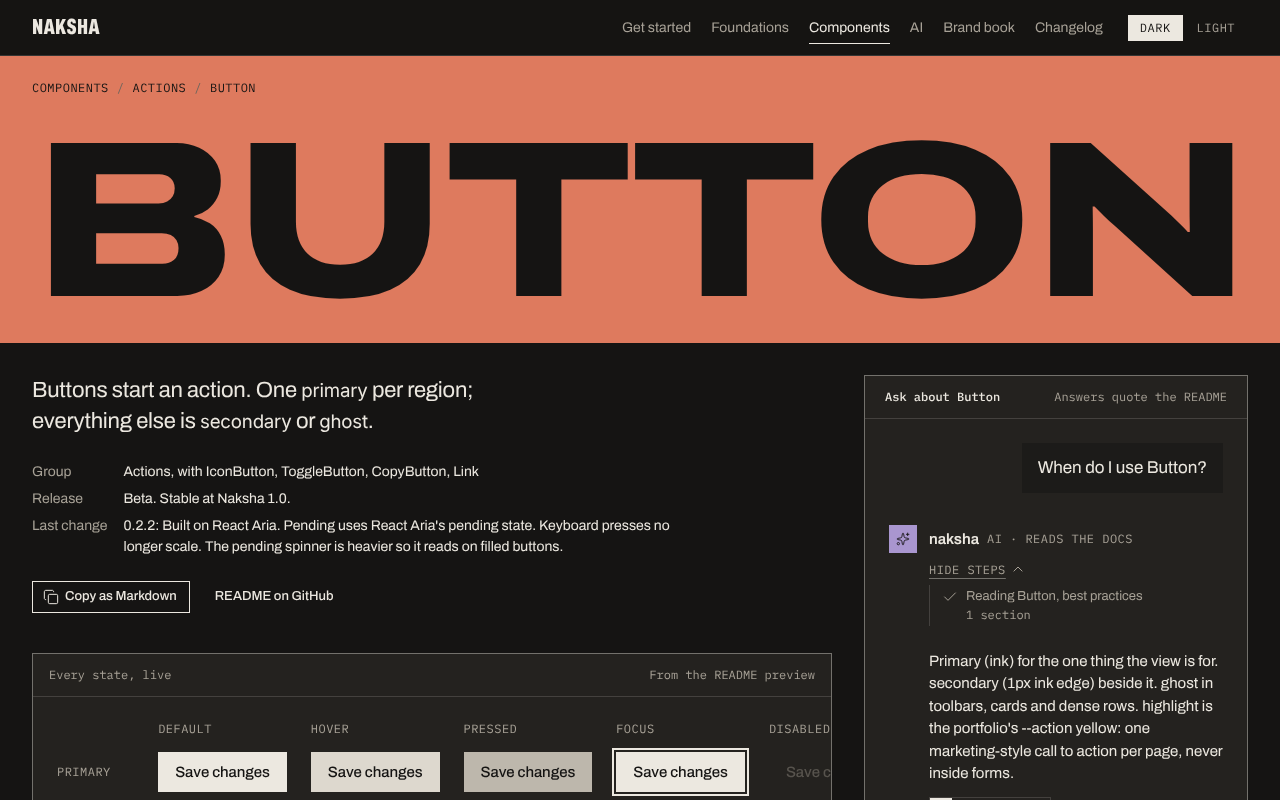 NAKSHA
Get started Foundations Components AI Brand book Changelog DARK LIGHT
COMPONENTS / ACTIONS / BUTTON
BUTTON
Buttons start an action. One primary per region;
everything else is secondary or ghost.
Group Actions, with IconButton, ToggleButton, CopyButton, Link
Release Beta. Stable at Naksha 1.0.
Last change 0.2.2: Built on React Aria. Pending uses React Aria's pending state. Keyboard presses no
longer scale. The pending spinner is heavier so it reads on filled buttons.
Copy as Markdown README on GitHub
Every state, live From the README preview
DEFAULT HOVER PRESSED FOCUS DISABLED
PRIMARY Save changes Save changes Save changes Save changes Save c
Ask about Button Answers quote the README
When do I use Button?
naksha AI · READS THE DOCS
HIDE STEPS
Reading Button, best practices
1 section
Primary (ink) for the one thing the view is for.
secondary (1px ink edge) beside it. ghost in
toolbars, cards and dense rows. highlight is
the portfolio's --action yellow: one
marketing-style call to action per page, never
inside forms.